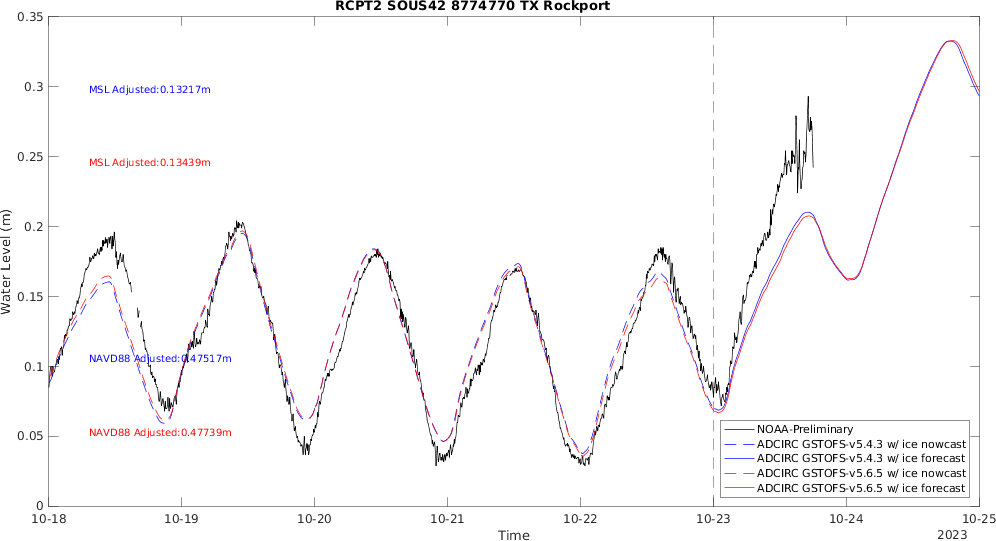 RCPT2 SOUS42 8774770 TX Rockport
0.35
0.3
0.25
0.2
0.15
0.1
0.05
0
Water Level (m)
MSL Adjusted:0.13217m
MSL Adjusted:0.13439m
NAVD88 Adjusted:0.47517m
NAVD88 Adjusted:0.47739m
NOAA-Preliminary
ADCIRC GSTOFS-v5.4.3 w/ ice nowcast
ADCIRC GSTOFS-v5.4.3 w/ ice forecast
ADCIRC GSTOFS-v5.6.5 w/ ice nowcast
ADCIRC GSTOFS-v5.6.5 w/ ice forecast
10-18 10-19 10-20 10-21 10-22 10-23 10-24 10-25
Time
2023